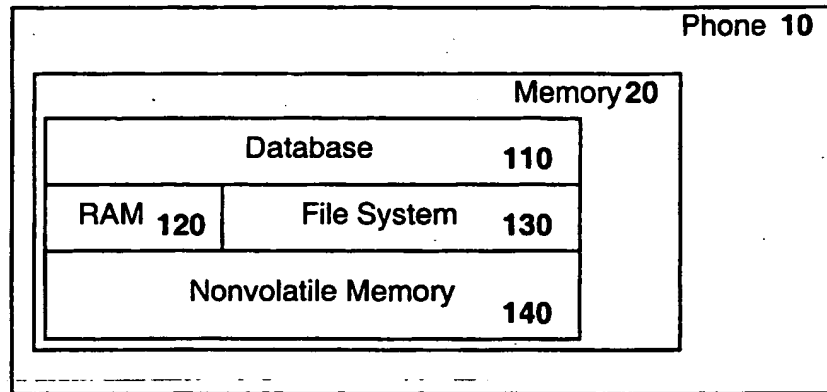 Phone 10
Memory 20
Database 110
RAM 120 File System 130
Nonvolatile Memory 140